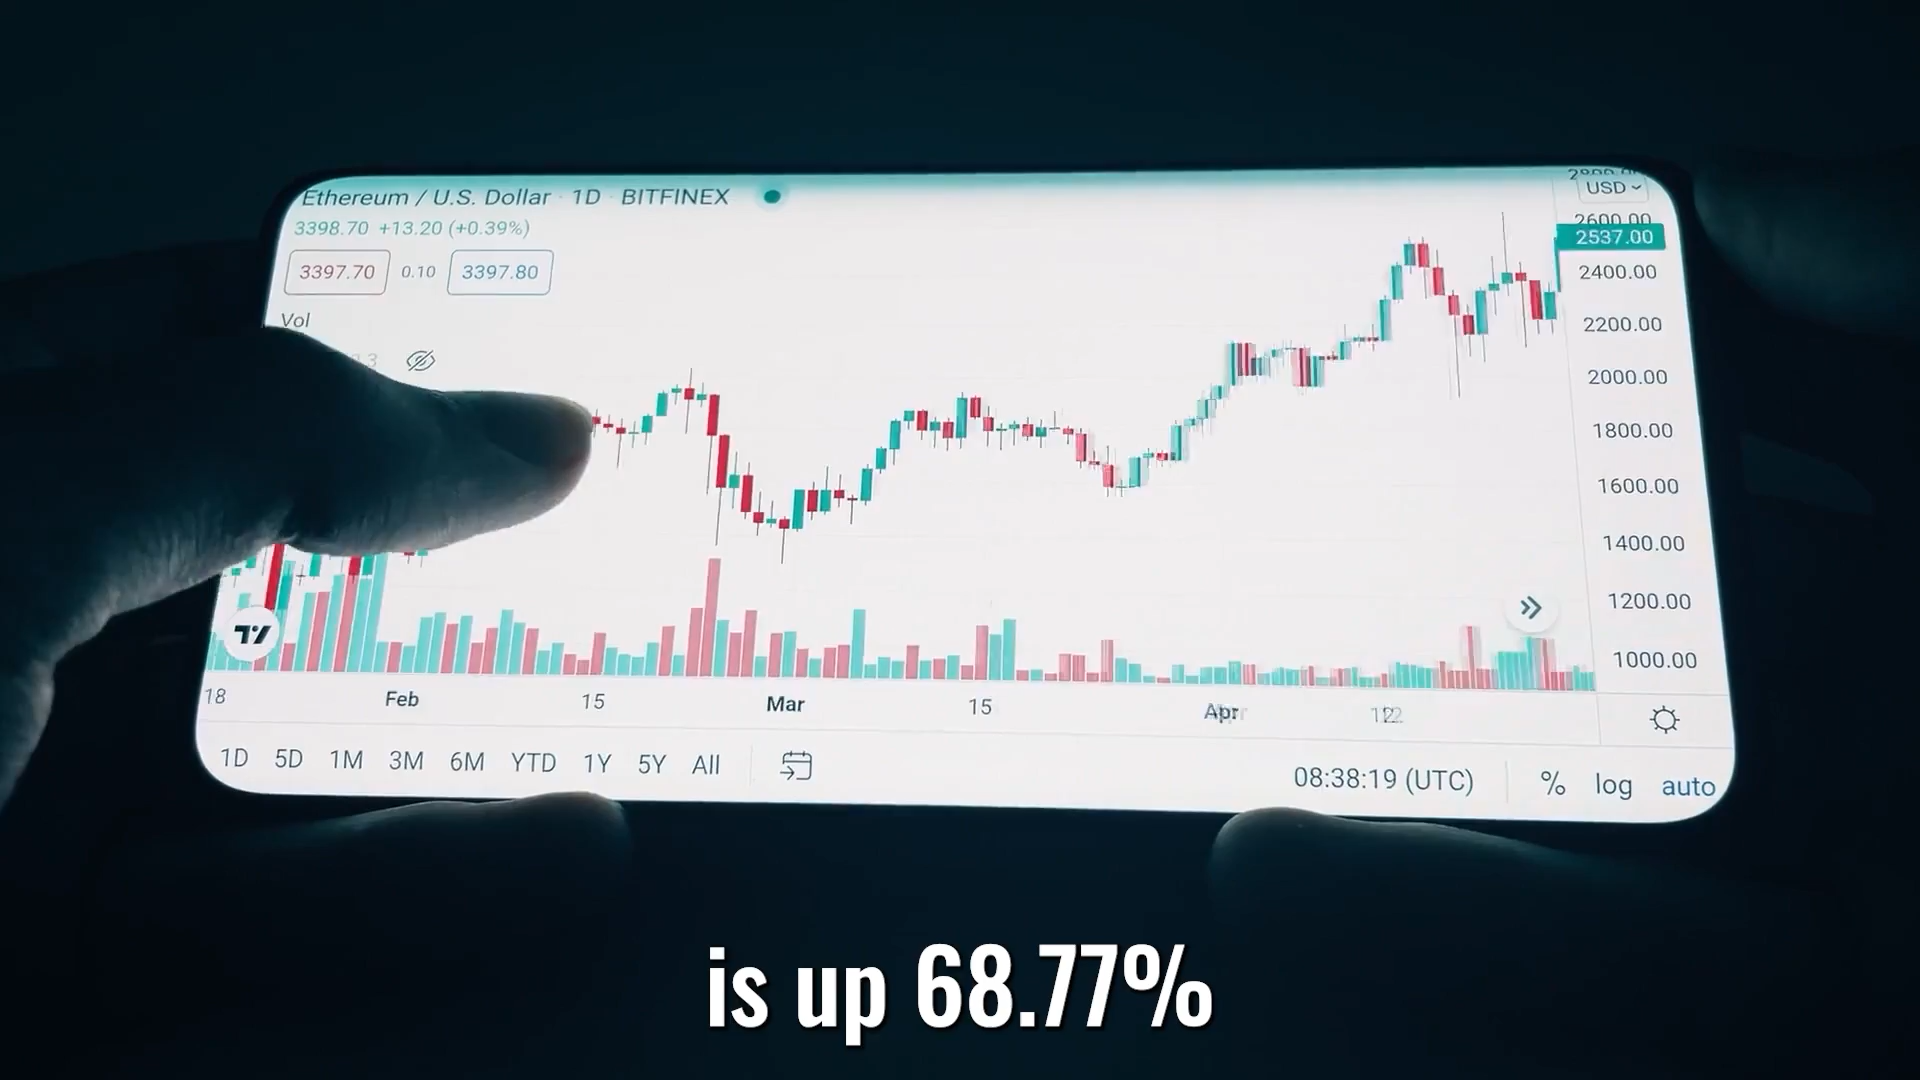 Ethereum / U.S. Dollar · 1D · BITFINEX
USD
3398.70 +13.20 (+0.39%)
3397.70 0.10 3397.80
Vol
2600.00
2537.00
2400.00
2200.00
2000.00
1800.00
1600.00
1400.00
1200.00
1000.00
18 Feb 15 Mar 15 Apr 12
1D 5D 1M 3M 6M YTD 1Y 5Y All
08:38:19 (UTC) % log auto
is up 68.77%